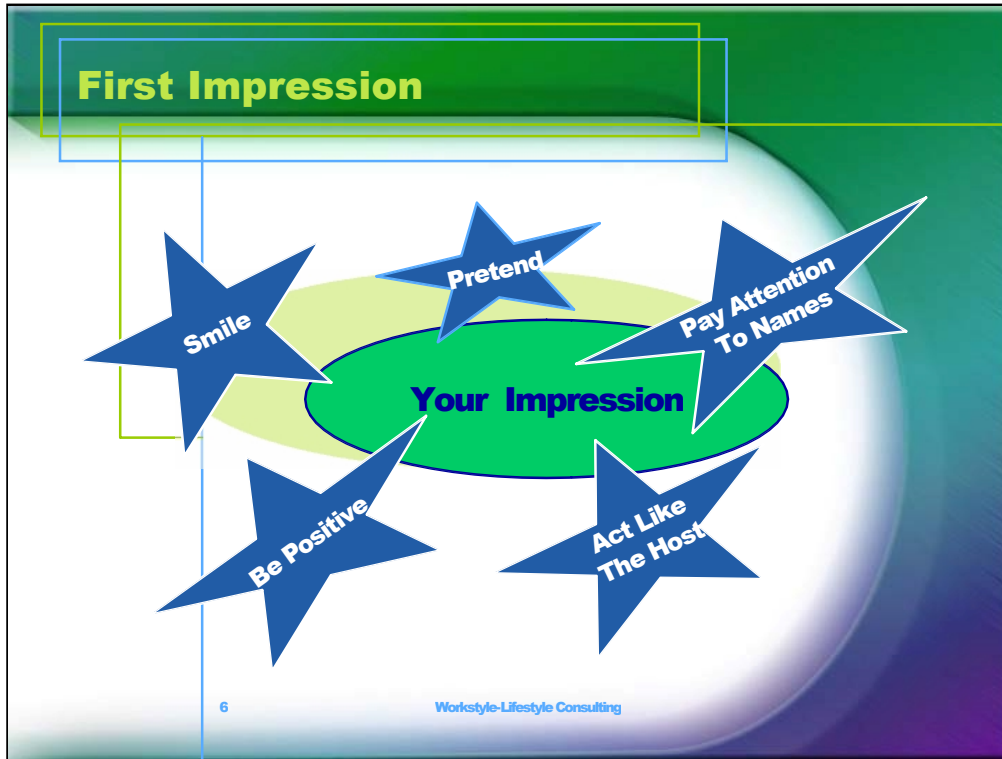 First Impression
Smile
Pretend
Pay Attention
To Names
Your Impression
Be Positive
Act Like
The Host
6
Workstyle-Lifestyle Consulting